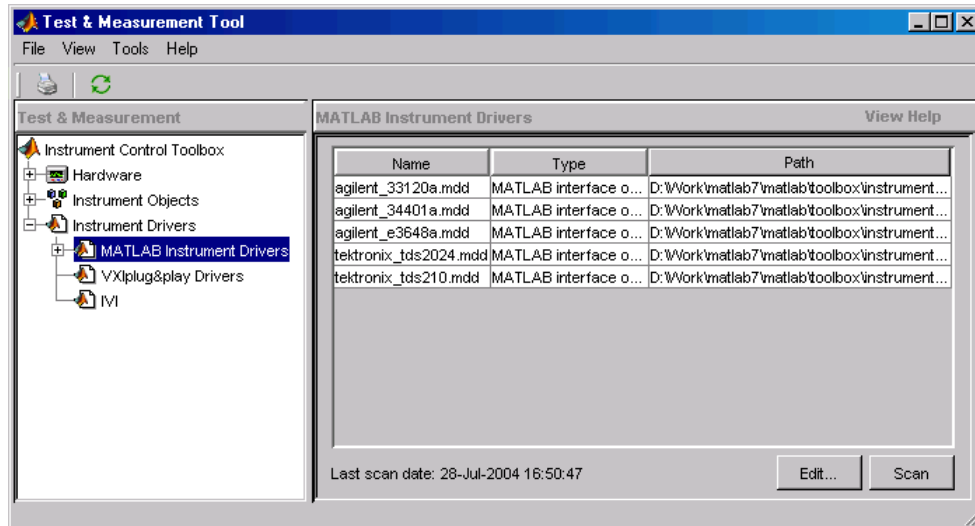 Test & Measurement Tool
File View Tools Help
Test & Measurement
Instrument Control Toolbox
Hardware
Instrument Objects
Instrument Drivers
MATLAB Instrument Drivers
VXIplug&play Drivers
IVI
MATLAB Instrument Drivers View Help
Name Type Path
agilent_33120a.mdd MATLAB interface o... D:\Work\matlab7\matlab\toolbox\instrument...
agilent_34401a.mdd MATLAB interface o... D:\Work\matlab7\matlab\toolbox\instrument...
agilent_e3648a.mdd MATLAB interface o... D:\Work\matlab7\matlab\toolbox\instrument...
tektronix_tds2024.mdd MATLAB interface o... D:\Work\matlab7\matlab\toolbox\instrument...
tektronix_tds210.mdd MATLAB interface o... D:\Work\matlab7\matlab\toolbox\instrument...
Last scan date: 28-Jul-2004 16:50:47 Edit... Scan